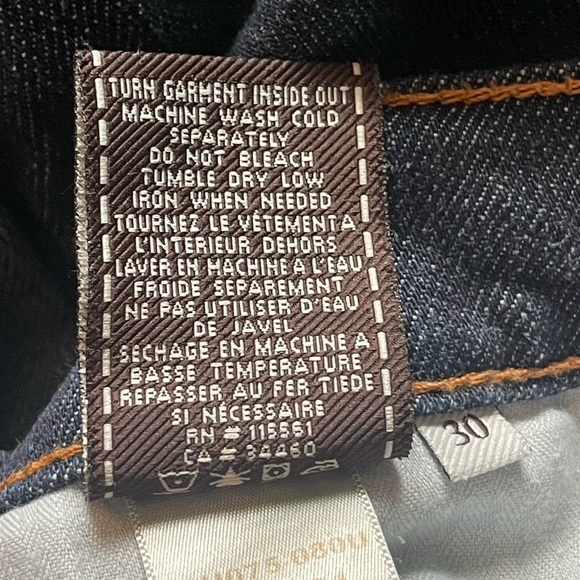 TURN GARMENT INSIDE OUT
MACHINE WASH COLD
SEPARATELY
DO NOT BLEACH
TUMBLE DRY LOW
IRON WHEN NEEDED
TOURNEZ LE VÊTEMENT A
L'INTERIEUR DEHORS
LAVER EN MACHINE A L'EAU
FROIDE SEPAREMENT
NE PAS UTILISER D'EAU
DE JAVEL
SECHAGE EN MACHINE A
BASSE TEMPERATURE
REPASSER AU FER TIEDE
SI NÉCESSAIRE
RN # 115561
CA # 34460
30